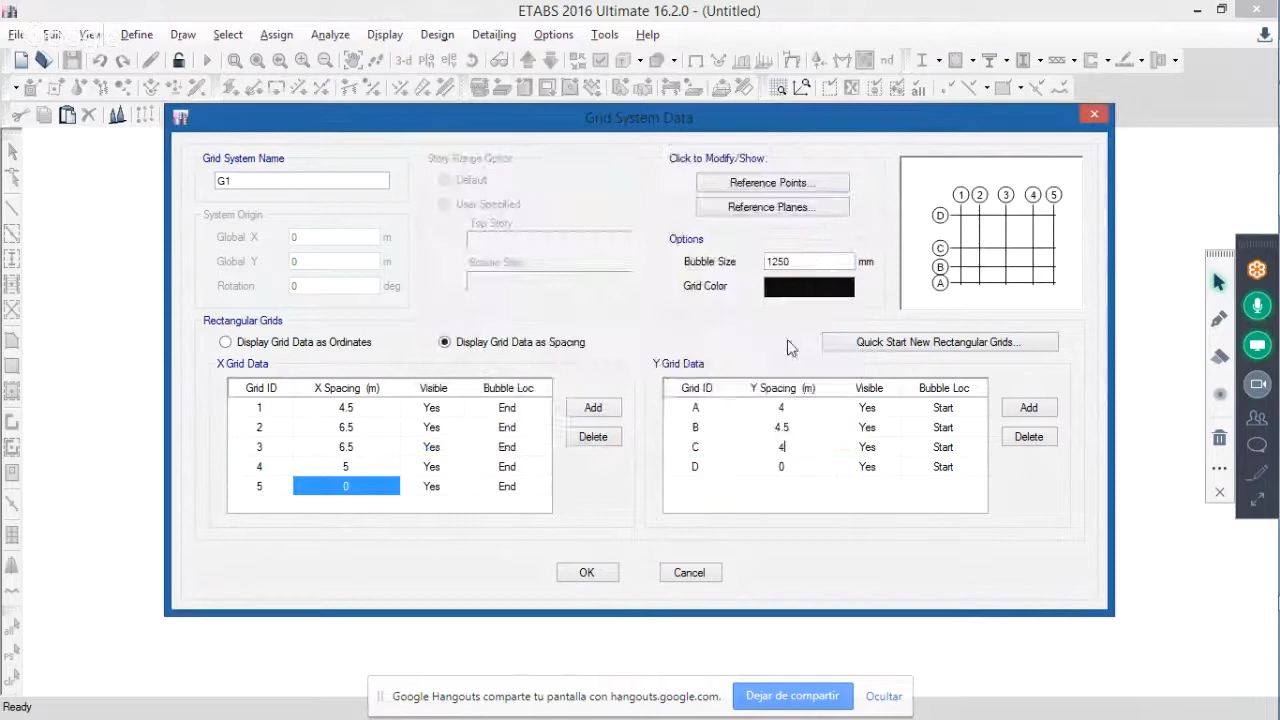 ETABS 2016 Ultimate 16.2.0 - (Untitled)
File Edit View Define Draw Select Assign Analyze Display Design Detailing Options Tools Help
3-d
nd
all
Grid System Data
Grid System Name
G1
System Origin
Global X 0 m
Global Y 0 m
Rotation 0 deg
Story Range Option
Default
User Specified
Top Story
Bottom Story
Click to Modify/Show:
Reference Points...
Reference Planes...
Options
Bubble Size 1250 mm
Grid Color
1 2 3 4 5
D
C
B
A
Rectangular Grids
Display Grid Data as Ordinates
Display Grid Data as Spacing
Quick Start New Rectangular Grids...
X Grid Data
Grid ID X Spacing (m) Visible Bubble Loc
1 4.5 Yes End
2 6.5 Yes End
3 6.5 Yes End
4 5 Yes End
5 0 Yes End
Add
Delete
Y Grid Data
Grid ID Y Spacing (m) Visible Bubble Loc
A 4 Yes Start
B 4.5 Yes Start
C 4 Yes Start
D 0 Yes Start
Add
Delete
OK
Cancel
all
Google Hangouts comparte tu pantalla con hangouts.google.com.
Dejar de compartir
Ocultar
Ready